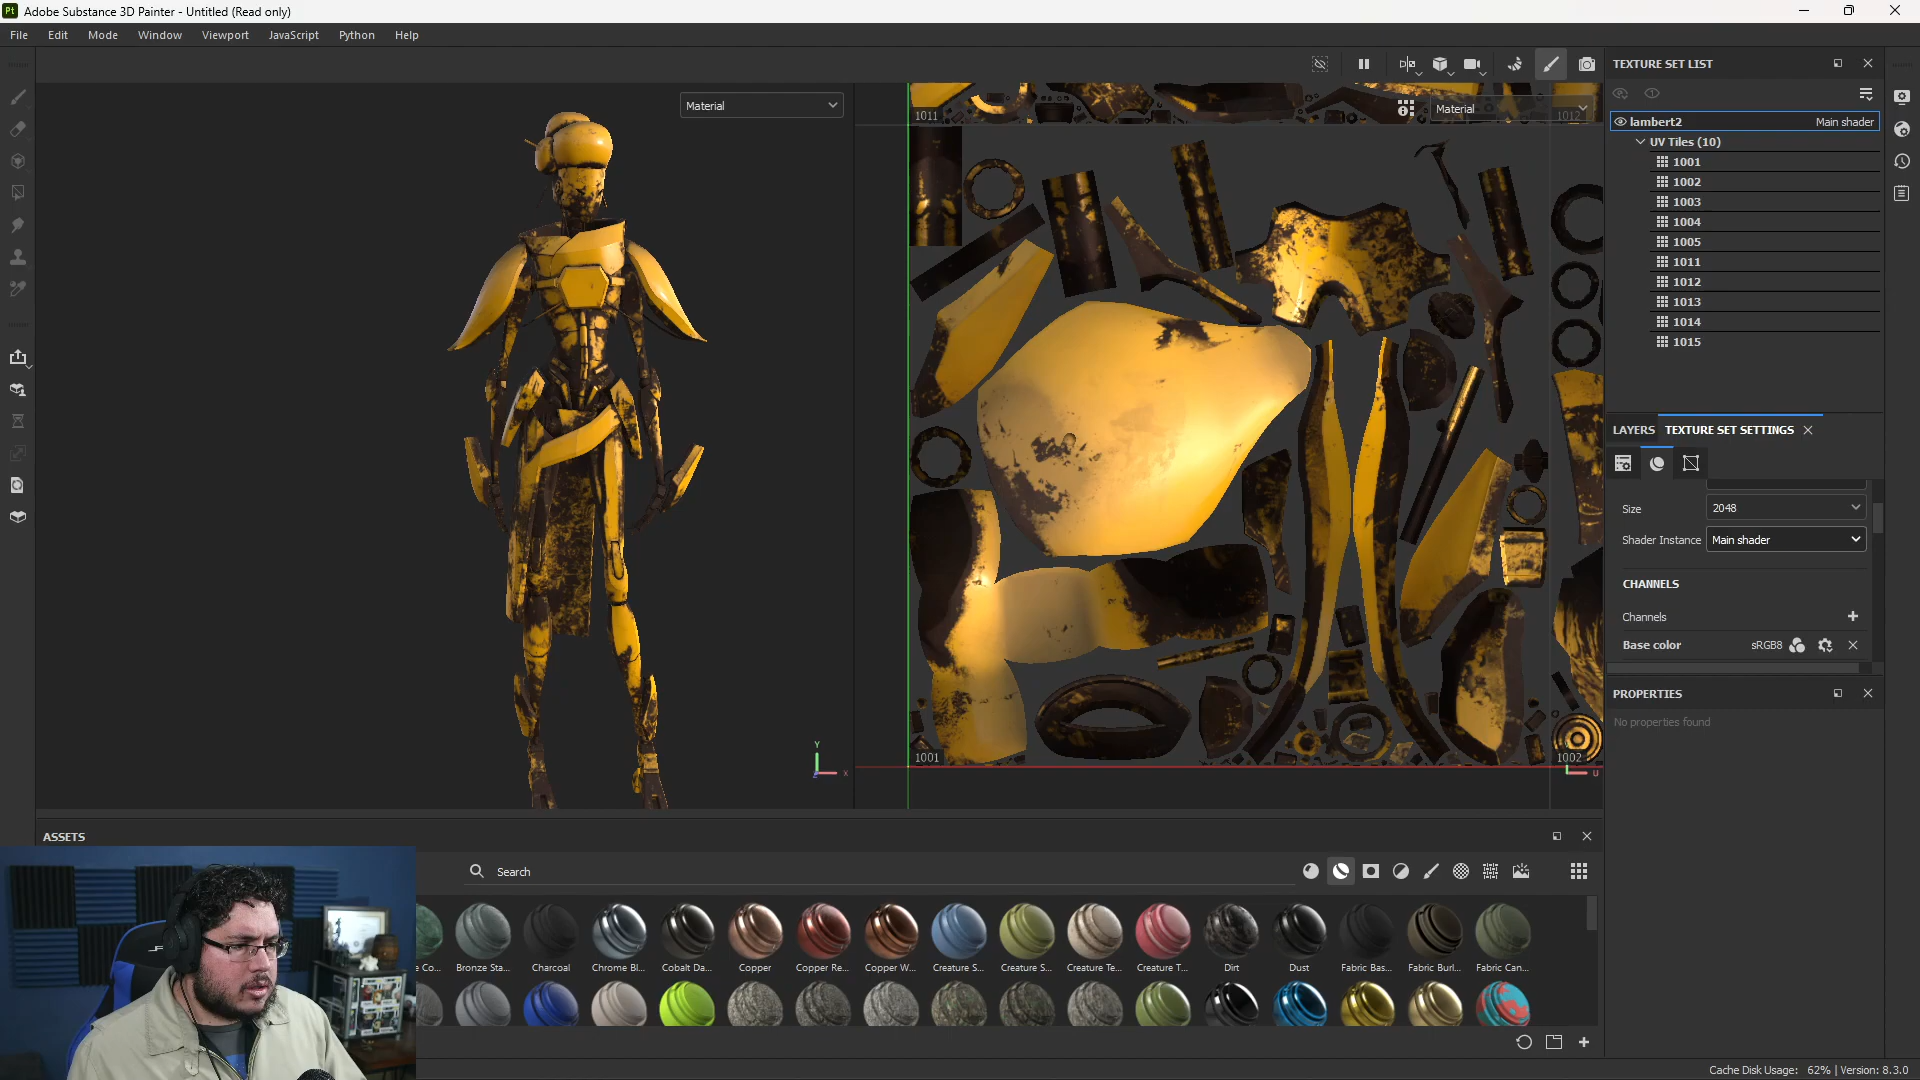 Pt Adobe Substance 3D Painter - Untitled (Read only)
File Edit Mode Window Viewport JavaScript Python Help
Material
1011
Material
1012
1001
1002
Y
X
U
TEXTURE SET LIST
lambert2 Main shader
UV Tiles (10)
1001
1002
1003
1004
1005
1011
1012
1013
1014
1015
LAYERS TEXTURE SET SETTINGS
Size 2048
Shader Instance Main shader
CHANNELS
Channels
Base color sRGB8
PROPERTIES
No properties found
ASSETS
Search
e Co... Bronze Sta... Charcoal Chrome Bl... Cobalt Da... Copper Copper Re... Copper W... Creature S... Creature S... Creature Te... Creature T... Dirt Dust Fabric Bas... Fabric Burl... Fabric Can...
Cache Disk Usage: 62% | Version: 8.3.0